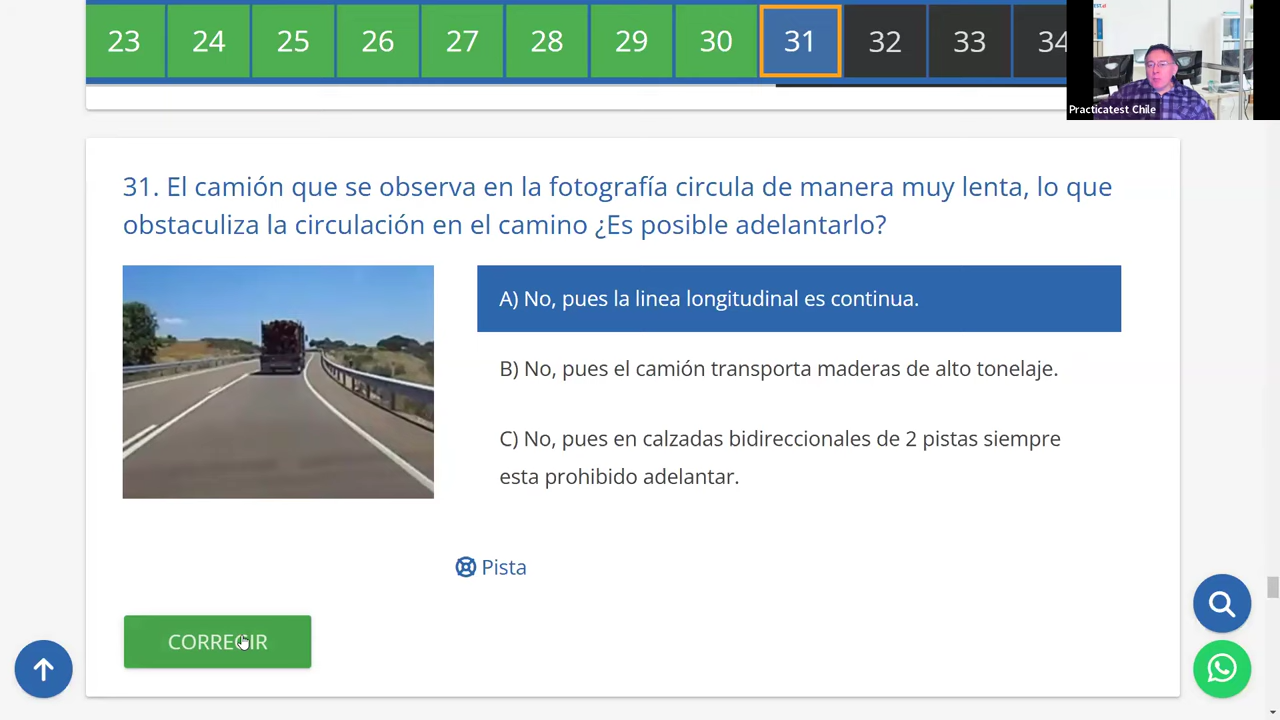 23 24 25 26 27 28 29 30 31 32 33 34
Practicatest Chile
31. El camión que se observa en la fotografía circula de manera muy lenta, lo que
obstaculiza la circulación en el camino ¿Es posible adelantarlo?
A) No, pues la linea longitudinal es continua.
B) No, pues el camión transporta maderas de alto tonelaje.
C) No, pues en calzadas bidireccionales de 2 pistas siempre
esta prohibido adelantar.
Pista
CORREGIR